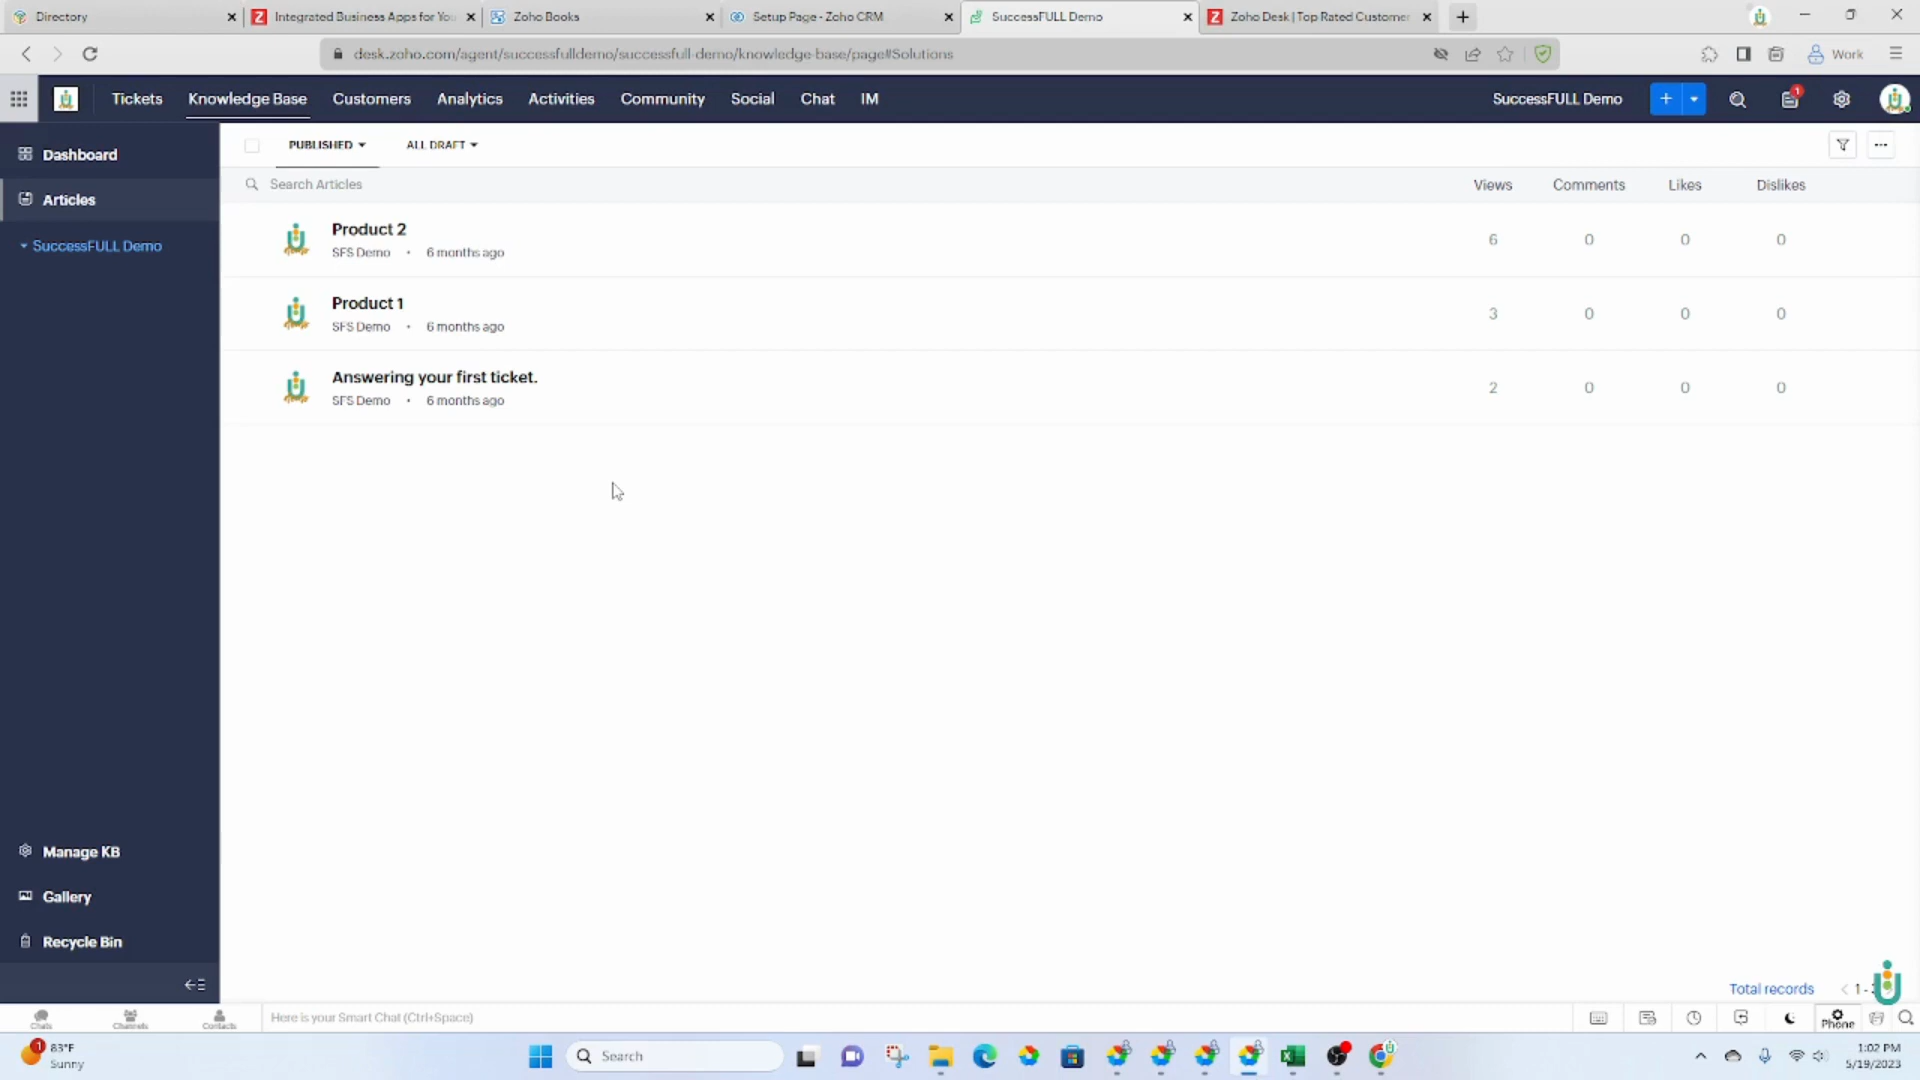 Directory
Integrated Business Apps for You
Zoho Books
Setup Page - Zoho CRM
SuccessFULL Demo
Zoho Desk | Top Rated Customer
desk.zoho.com/agent/successfulldemo/successfull-demo/knowledge-base/page#Solutions
Work
Tickets
Knowledge Base
Customers
Analytics
Activities
Community
Social
Chat
IM
SuccessFULL Demo
1
Dashboard
Articles
SuccessFULL Demo
PUBLISHED
ALL DRAFT
Search Articles
Views
Comments
Likes
Dislikes
Product 2
SFS Demo • 6 months ago
6 0 0 0
Product 1
SFS Demo • 6 months ago
3 0 0 0
Answering your first ticket.
SFS Demo • 6 months ago
2 0 0 0
Manage KB
Gallery
Recycle Bin
Total records
1 -
Chats
Channels
Contacts
Here is your Smart Chat (Ctrl+Space)
Phone
1
83°F
Sunny
Search
1:02 PM
5/19/2023